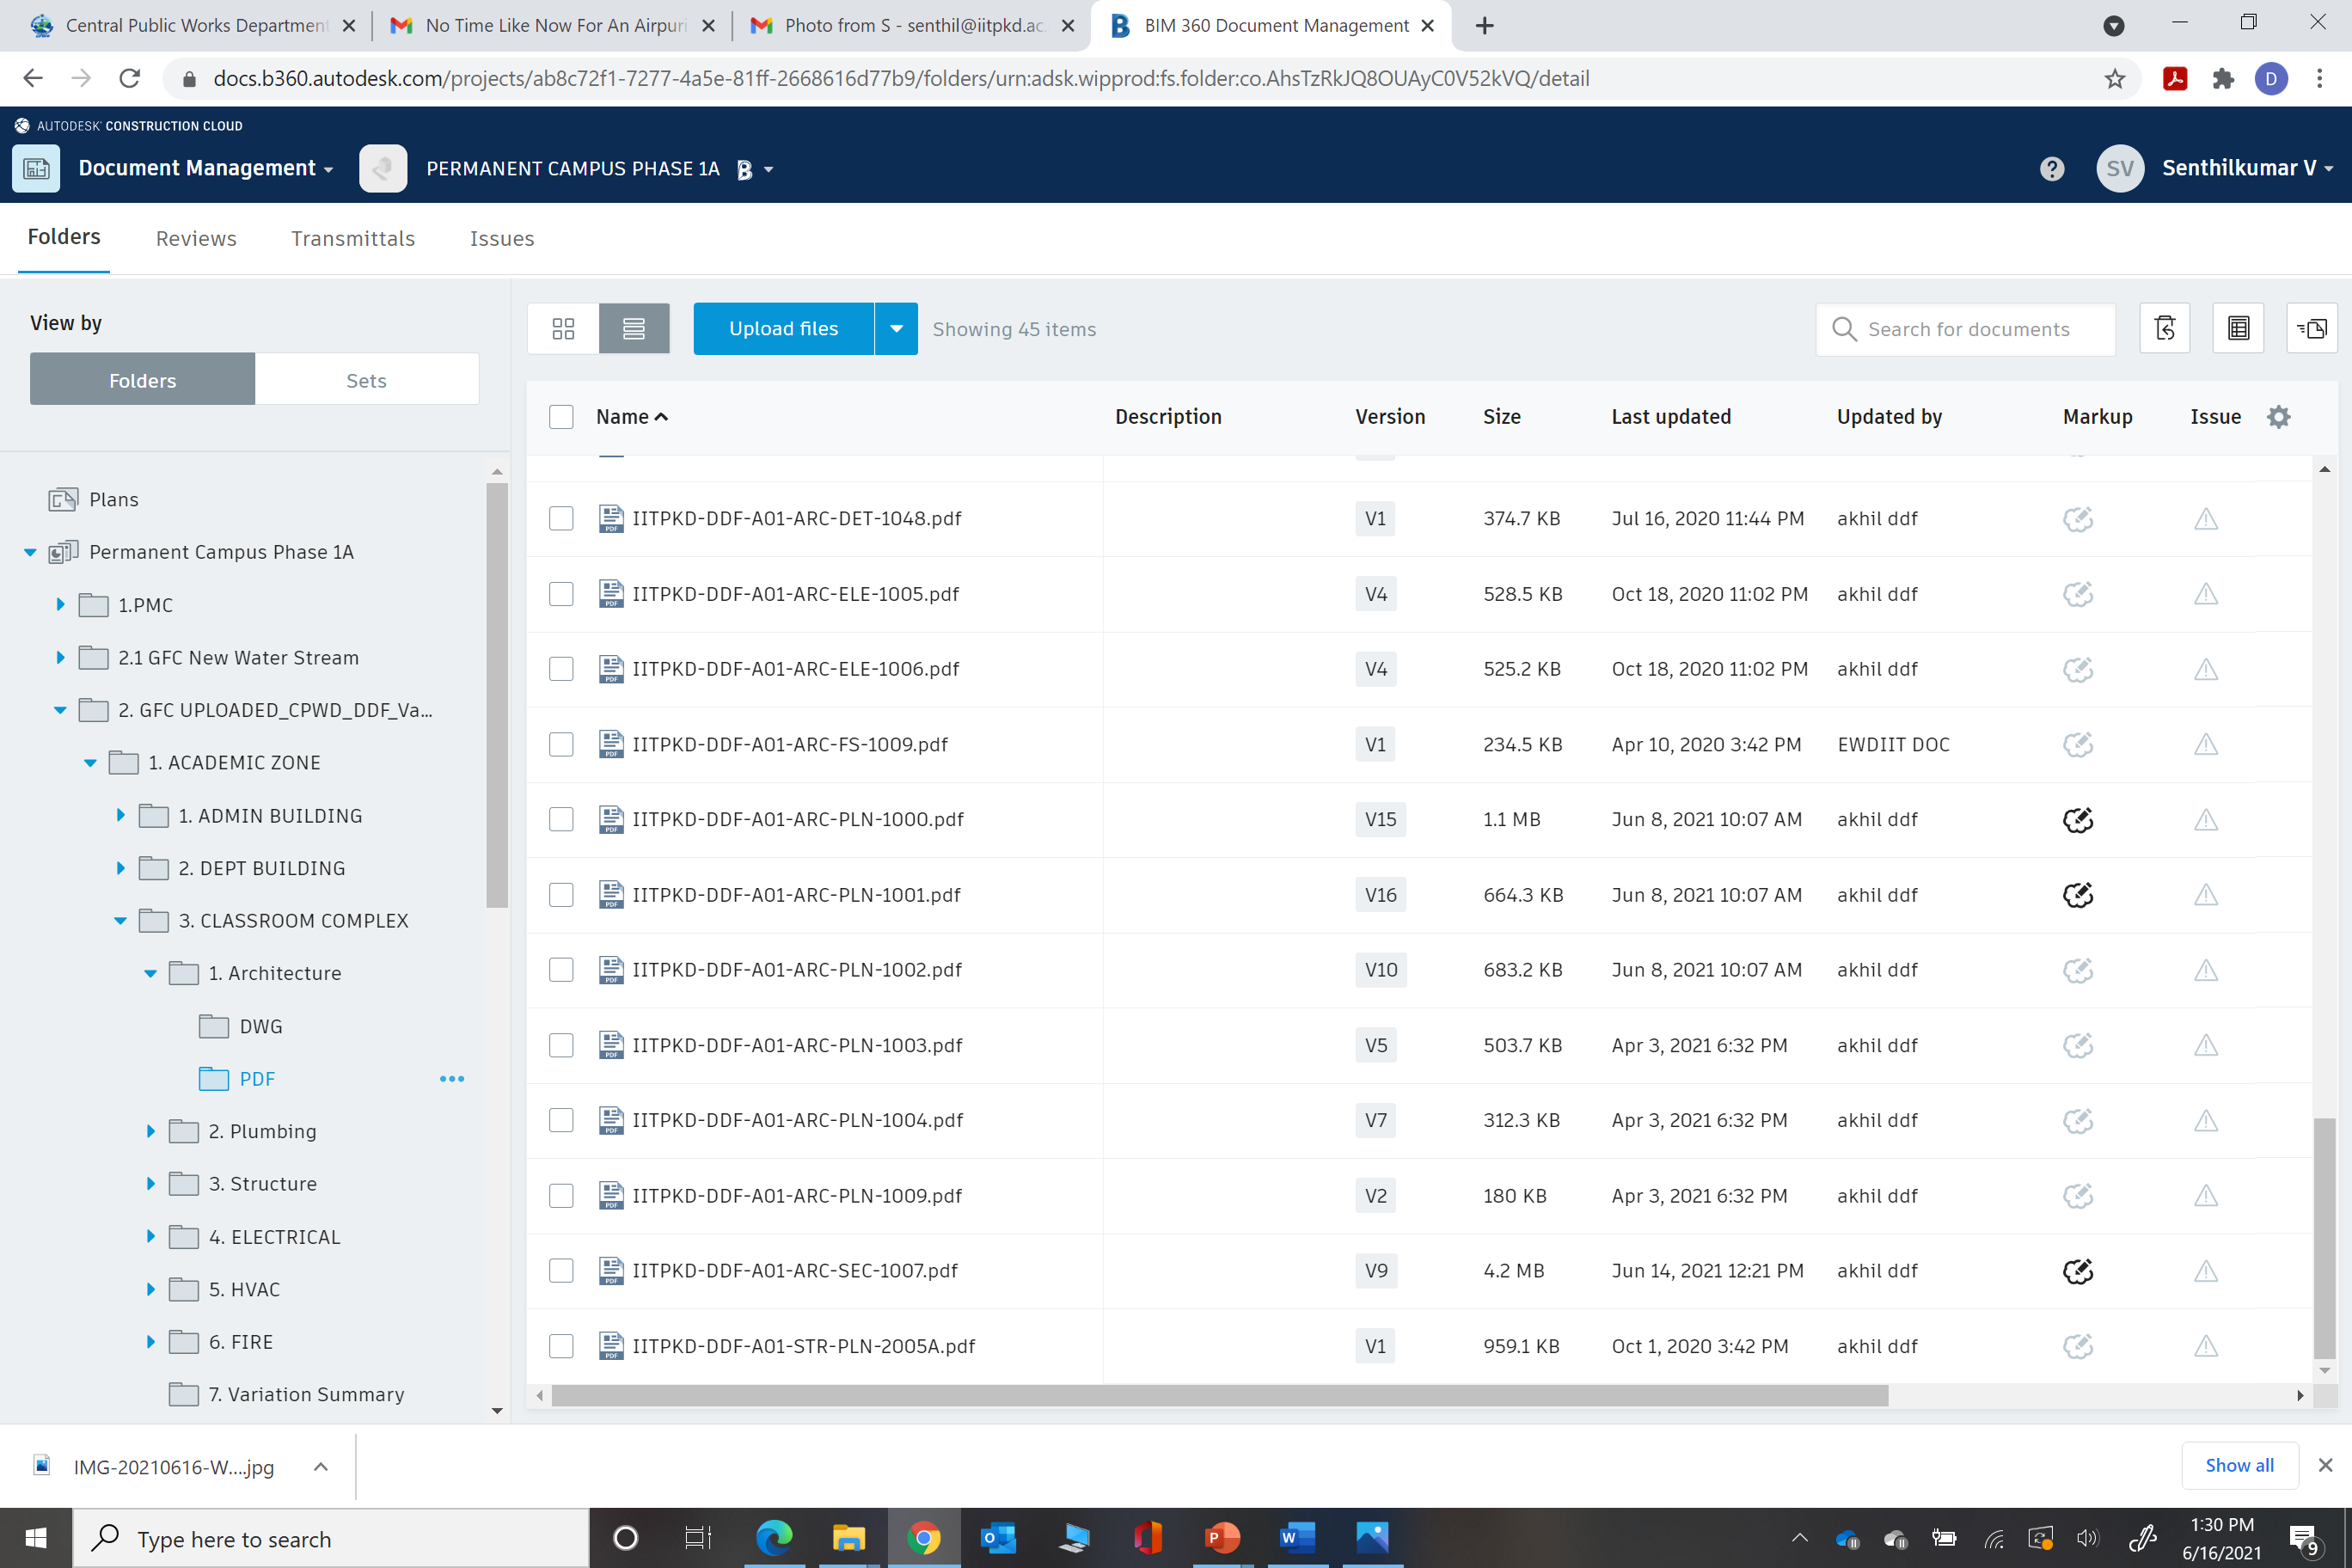 Central Public Works Department
No Time Like Now For An Airpuri
Photo from S - senthil@iitpkd.ac.
BIM 360 Document Management
docs.b360.autodesk.com/projects/ab8c72f1-7277-4a5e-81ff-2668616d77b9/folders/urn:adsk.wipprod:fs.folder:co.AhsTzRkJQ8OUAyC0V52kVQ/detail
D
AUTODESK CONSTRUCTION CLOUD
Document Management
PERMANENT CAMPUS PHASE 1A
SV
Senthilkumar V
Folders
Reviews
Transmittals
Issues
View by
Folders
Sets
Upload files
Showing 45 items
Search for documents
Plans
Permanent Campus Phase 1A
1.PMC
2.1 GFC New Water Stream
2. GFC UPLOADED_CPWD_DDF_Va...
1. ACADEMIC ZONE
1. ADMIN BUILDING
2. DEPT BUILDING
3. CLASSROOM COMPLEX
1. Architecture
DWG
PDF
2. Plumbing
3. Structure
4. ELECTRICAL
5. HVAC
6. FIRE
7. Variation Summary
Name Description Version Size Last updated Updated by Markup Issue
IITPKD-DDF-A01-ARC-DET-1048.pdf V1 374.7 KB Jul 16, 2020 11:44 PM akhil ddf
IITPKD-DDF-A01-ARC-ELE-1005.pdf V4 528.5 KB Oct 18, 2020 11:02 PM akhil ddf
IITPKD-DDF-A01-ARC-ELE-1006.pdf V4 525.2 KB Oct 18, 2020 11:02 PM akhil ddf
IITPKD-DDF-A01-ARC-FS-1009.pdf V1 234.5 KB Apr 10, 2020 3:42 PM EWDIIT DOC
IITPKD-DDF-A01-ARC-PLN-1000.pdf V15 1.1 MB Jun 8, 2021 10:07 AM akhil ddf
IITPKD-DDF-A01-ARC-PLN-1001.pdf V16 664.3 KB Jun 8, 2021 10:07 AM akhil ddf
IITPKD-DDF-A01-ARC-PLN-1002.pdf V10 683.2 KB Jun 8, 2021 10:07 AM akhil ddf
IITPKD-DDF-A01-ARC-PLN-1003.pdf V5 503.7 KB Apr 3, 2021 6:32 PM akhil ddf
IITPKD-DDF-A01-ARC-PLN-1004.pdf V7 312.3 KB Apr 3, 2021 6:32 PM akhil ddf
IITPKD-DDF-A01-ARC-PLN-1009.pdf V2 180 KB Apr 3, 2021 6:32 PM akhil ddf
IITPKD-DDF-A01-ARC-SEC-1007.pdf V9 4.2 MB Jun 14, 2021 12:21 PM akhil ddf
IITPKD-DDF-A01-STR-PLN-2005A.pdf V1 959.1 KB Oct 1, 2020 3:42 PM akhil ddf
IMG-20210616-W....jpg
Show all
Type here to search
1:30 PM
6/16/2021
9